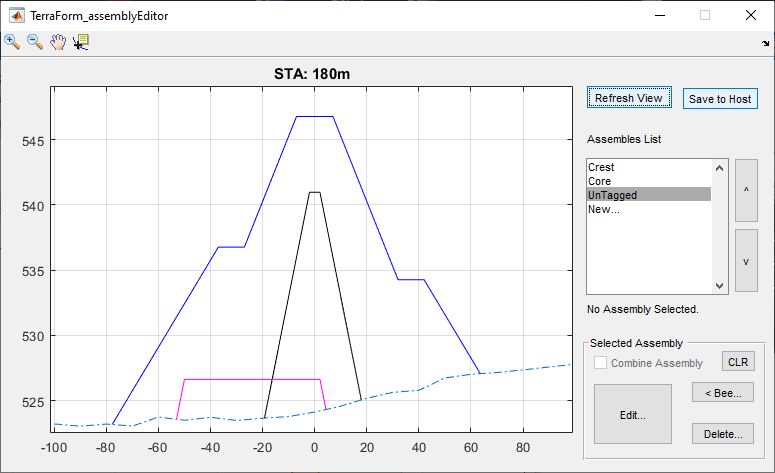 TerraForm_assemblyEditor
STA: 180m
545
540
535
530
525
-100
-80
-60
-40
-20
0
20
40
60
80
Refresh View
Save to Host
Assembles List
Crest
Core
UnTagged
New...
^
v
No Assembly Selected.
Selected Assembly
Combine Assembly
CLR
Edit...
< Bee...
Delete...